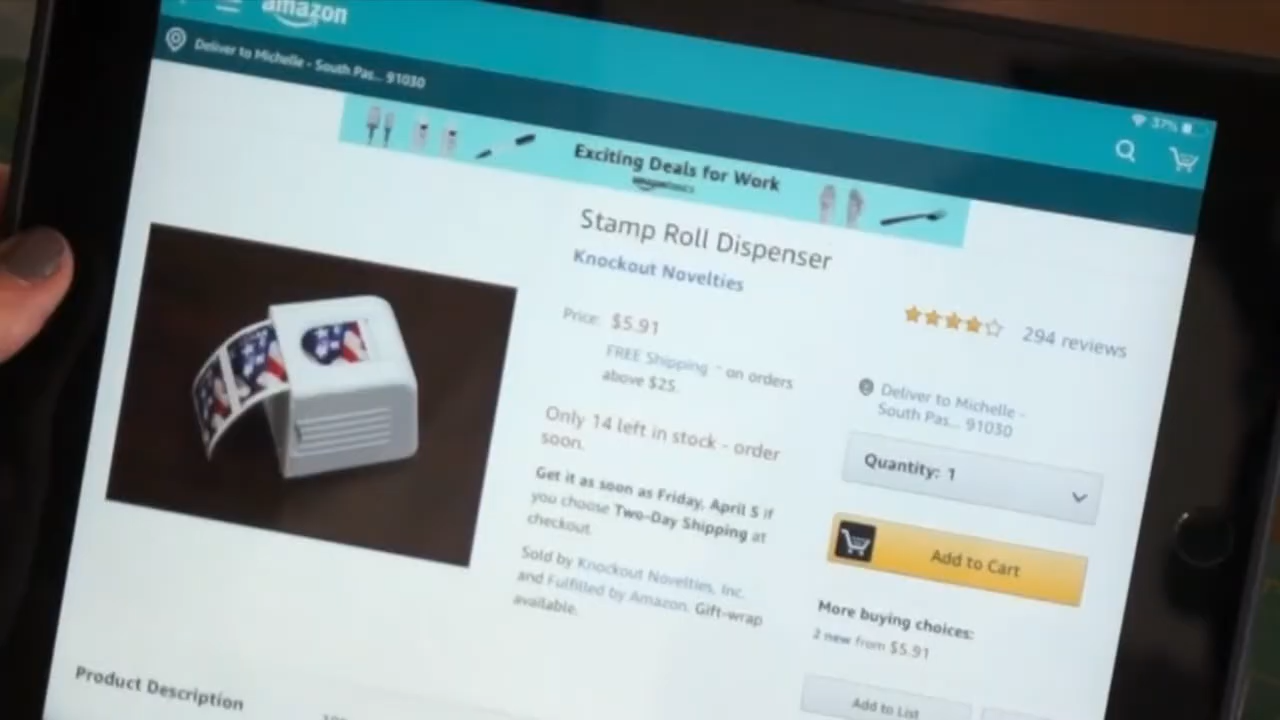 amazon
Deliver to Michelle - South Pas... 91030
37%
Exciting Deals for Work
Stamp Roll Dispenser
Knockout Novelties
294 reviews
Price: $5.91
FREE Shipping on orders
above $25.
Deliver to Michelle -
South Pas... 91030
Only 14 left in stock - order
soon.
Quantity: 1
Get it as soon as Friday, April 5 if
you choose Two-Day Shipping at
checkout.
Add to Cart
Sold by Knockout Novelties, Inc.
and Fulfilled by Amazon. Gift-wrap
available.
More buying choices:
2 new from $5.91
Add to List
Product Description